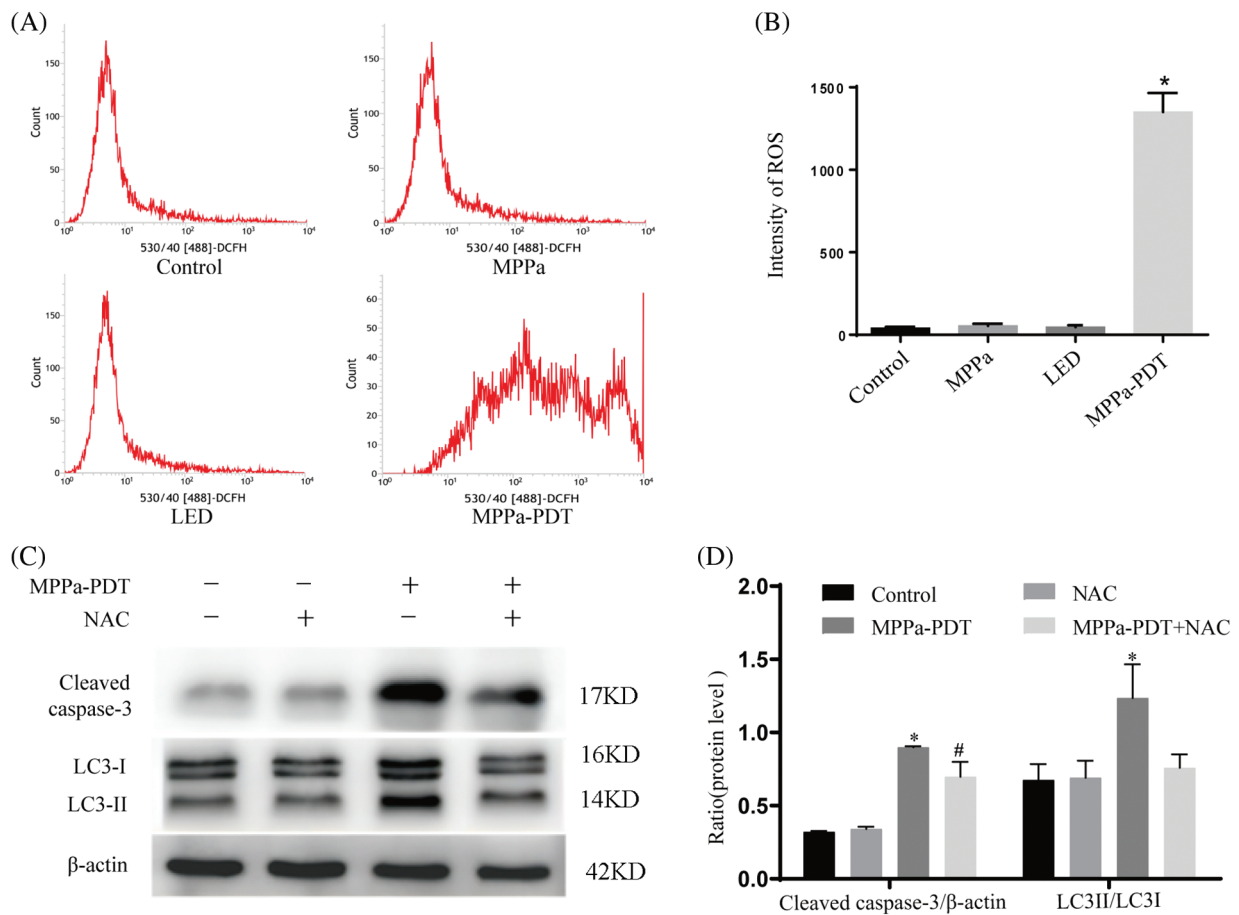 (A)
150
100
50
0
Count
10⁰ 10¹ 10² 10³ 10⁴
530/40 [488]-DCFH
Control
150
100
50
0
Count
10⁰ 10¹ 10² 10³ 10⁴
530/40 [488]-DCFH
MPPa
150
100
50
0
Count
10⁰ 10¹ 10² 10³ 10⁴
530/40 [488]-DCFH
LED
60
50
40
30
20
10
0
Count
10⁰ 10¹ 10² 10³ 10⁴
530/40 [488]-DCFH
MPPa-PDT
(B)
Intensity of ROS
1500
1000
500
0
*
Control MPPa LED MPPa-PDT
(C)
MPPa-PDT − − + +
NAC − + − +
Cleaved
caspase-3
17KD
LC3-I 16KD
LC3-II 14KD
β-actin 42KD
(D)
Ratio(protein level)
2.0
1.5
1.0
0.5
0.0
Control NAC
MPPa-PDT MPPa-PDT+NAC
* # *
Cleaved caspase-3/β-actin LC3II/LC3I